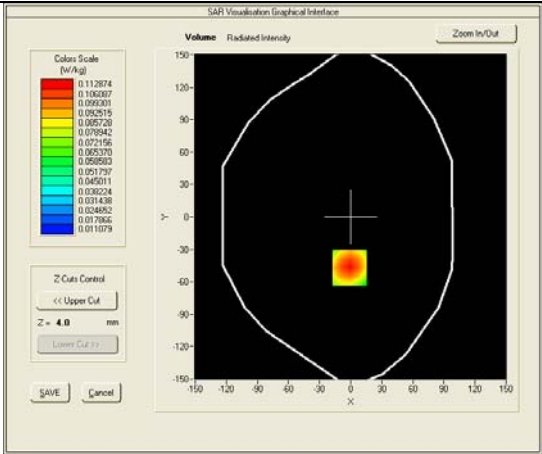 SAR Visualisation Graphical Interface
Volume Radiated Intensity
Zoom In/Out
Colors Scale
(W/kg)
0.112874
0.106087
0.099301
0.092515
0.085728
0.078942
0.072156
0.065370
0.058583
0.051797
0.045011
0.038224
0.031438
0.024652
0.017866
0.011079
Z-Cuts Control
<< Upper Cut
Z = 4.0 mm
Lower Cut >>
SAVE Cancel
Y
150
120
90
60
30
0
-30
-60
-90
-120
-150
-150 -120 -90 -60 -30 0 30 60 90 120 150
X